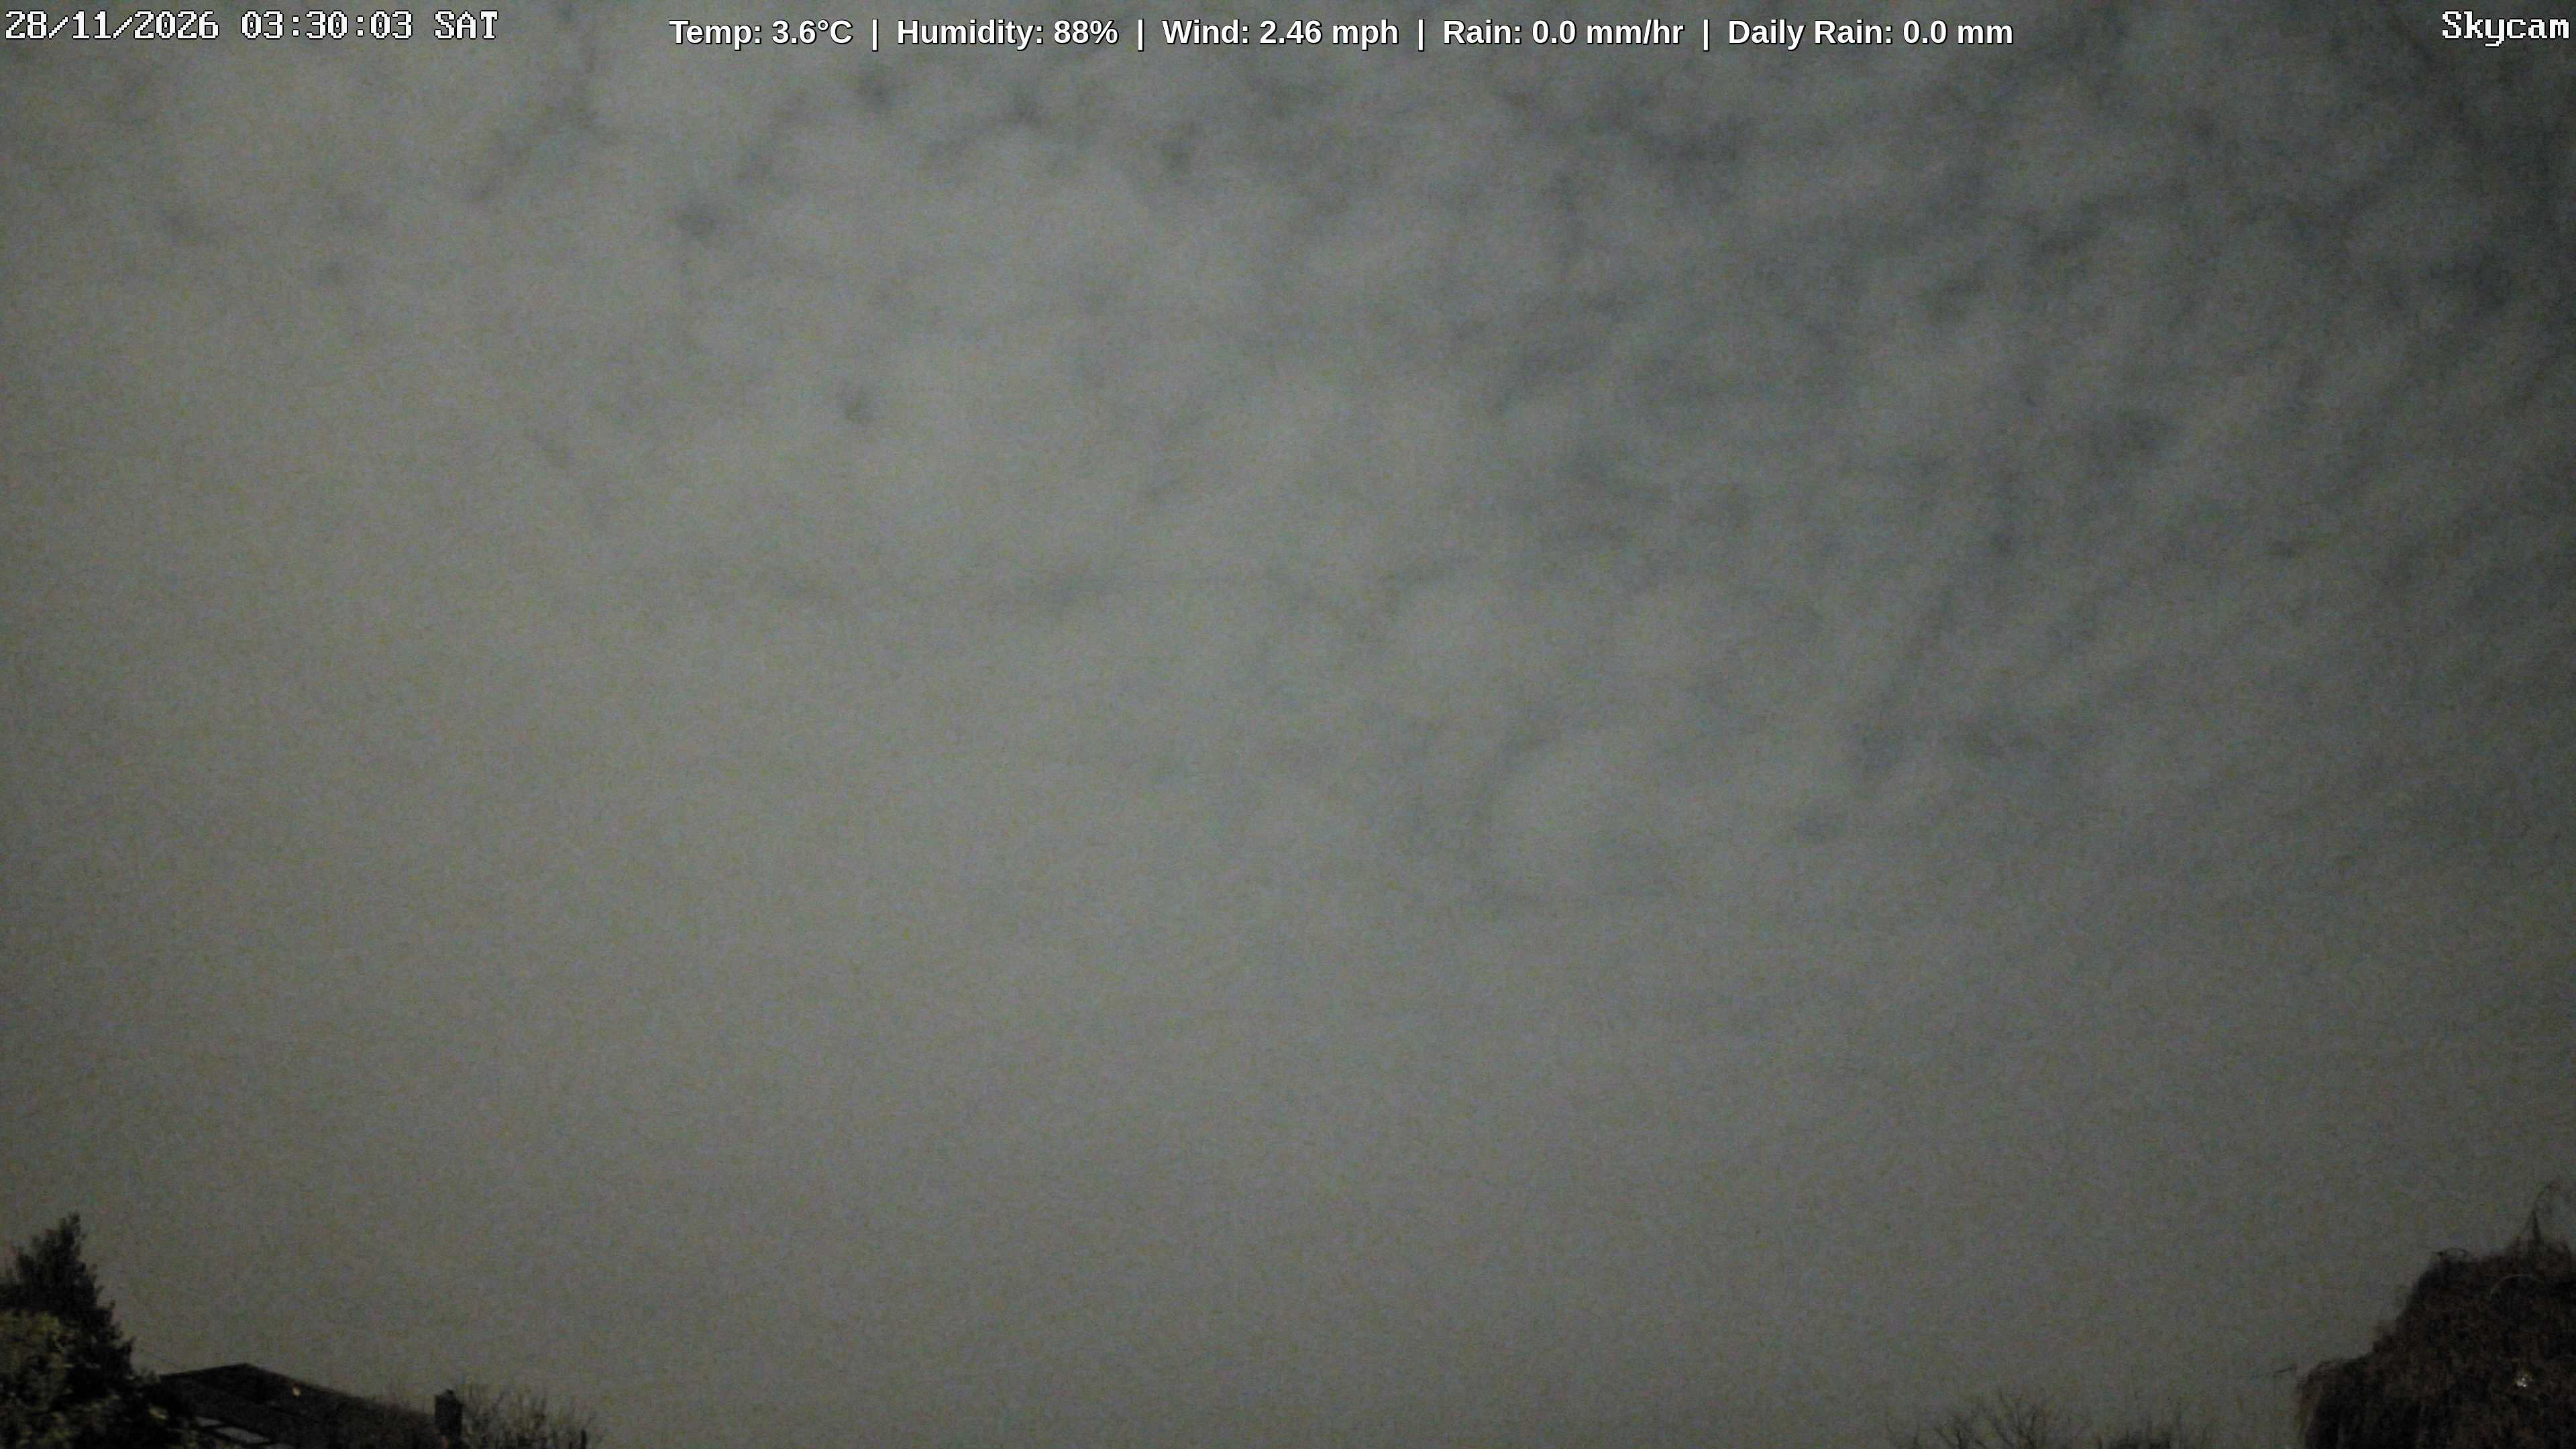 28/11/2026 03:30:03 SAT
Temp: 3.6°C | Humidity: 88% | Wind: 2.46 mph | Rain: 0.0 mm/hr | Daily Rain: 0.0 mm
Skycam